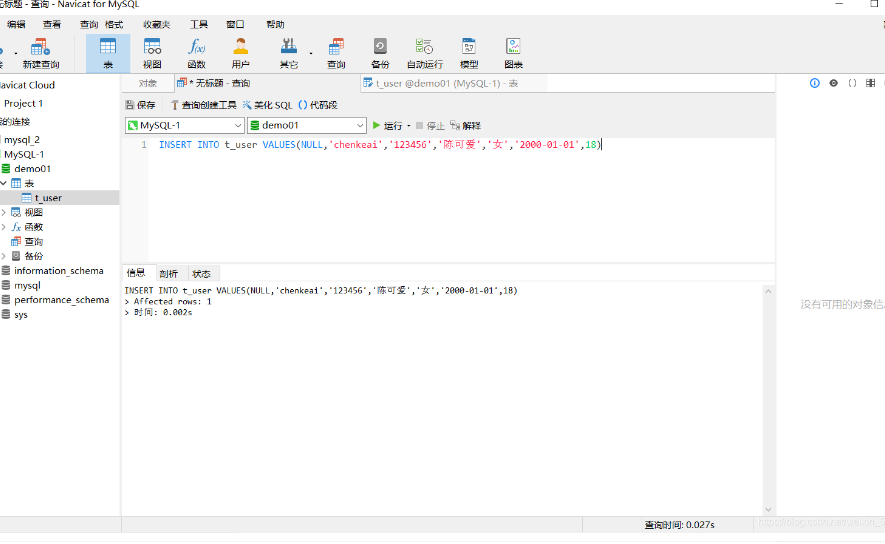 无标题 - 查询 - Navicat for MySQL
编辑 查看 查询 格式 收藏夹 工具 窗口 帮助
新建查询 表 视图 函数 用户 其它 查询 备份 自动运行 模型 图表
Navicat Cloud
Project 1
我的连接
mysql_2
MySQL-1
demo01
表
t_user
视图
函数
查询
备份
information_schema
mysql
performance_schema
sys
对象 * 无标题 - 查询 t_user @demo01 (MySQL-1) - 表
保存 查询创建工具 美化 SQL () 代码段
MySQL-1 demo01 运行 停止 解释
1 INSERT INTO t_user VALUES(NULL,'chenkeai','123456','陈可爱','女','2000-01-01',18)
信息 剖析 状态
INSERT INTO t_user VALUES(NULL,'chenkeai','123456','陈可爱','女','2000-01-01',18)
> Affected rows: 1
> 时间: 0.002s
没有可用的对象信
查询时间: 0.027s